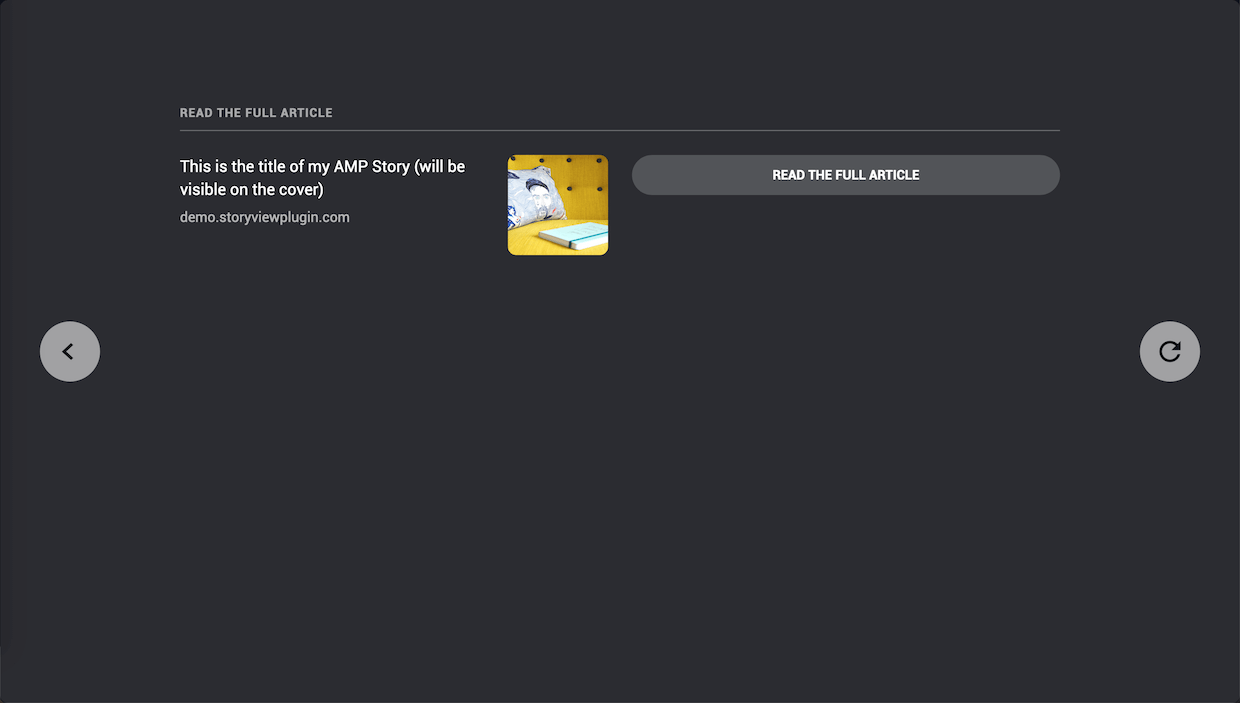 READ THE FULL ARTICLE
This is the title of my AMP Story (will be
visible on the cover)
demo.storyviewplugin.com
READ THE FULL ARTICLE